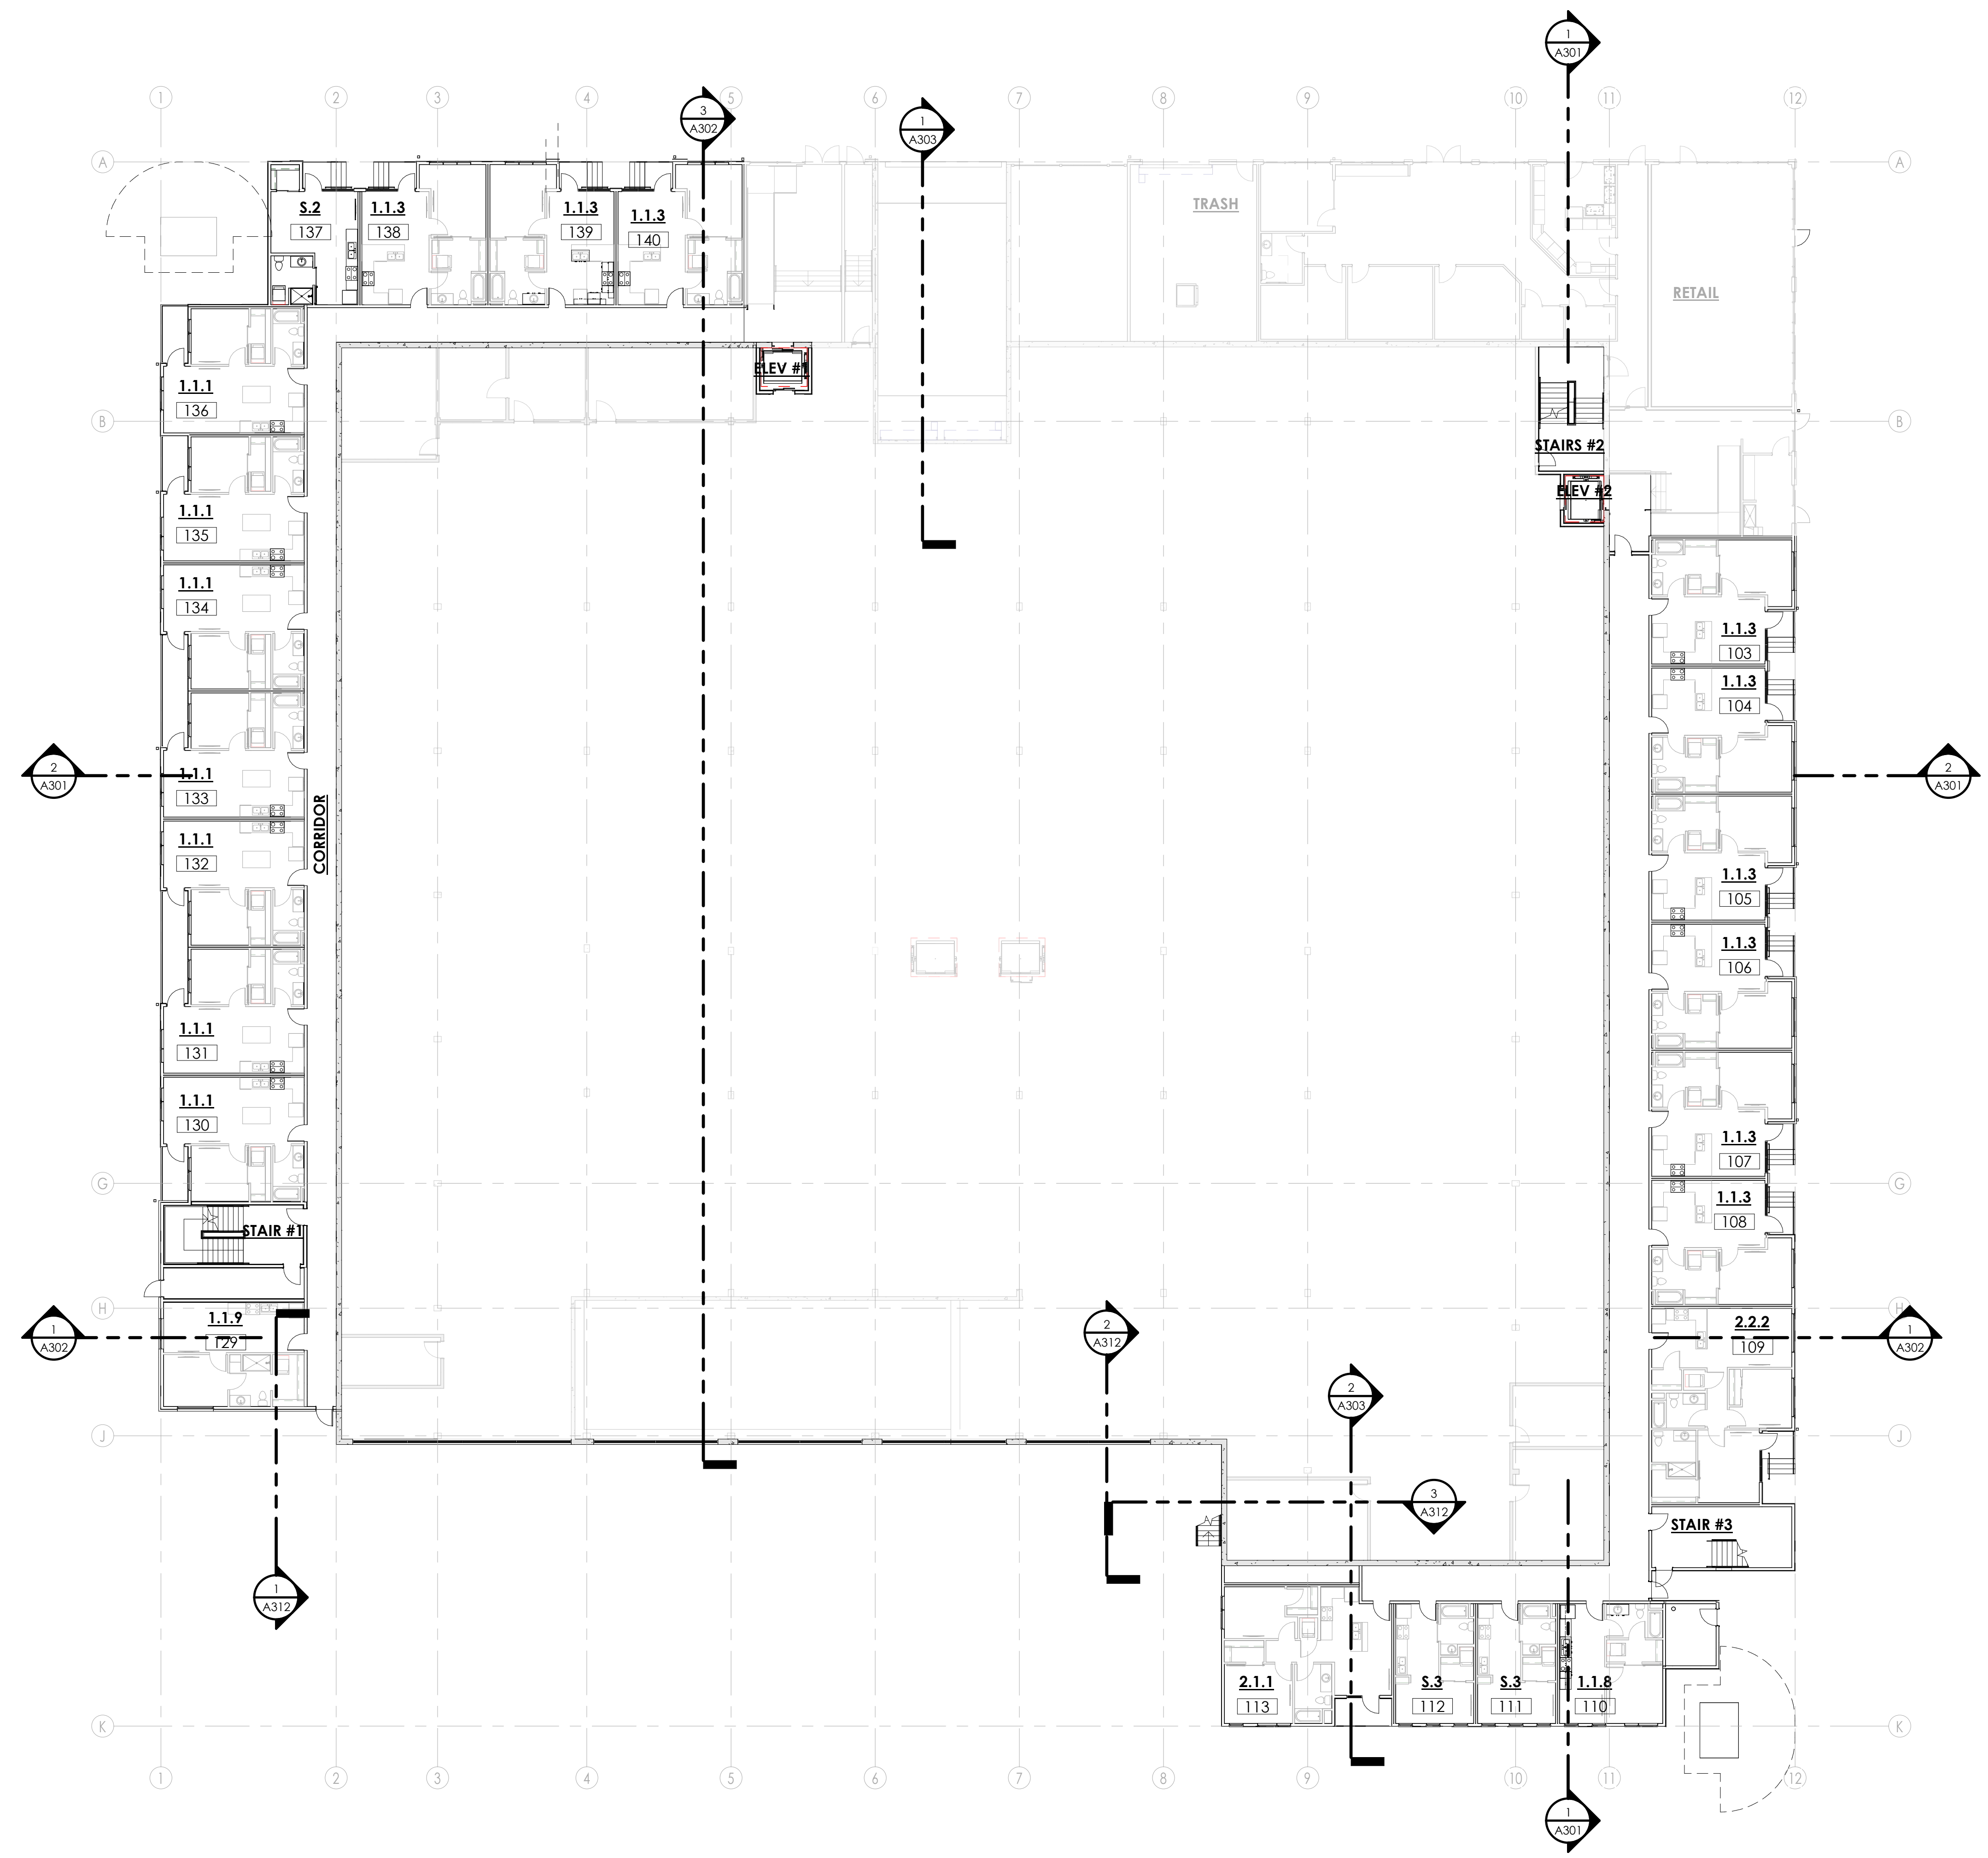 1
A301
3
A302
1
A303
1
2
3
4
5
6
7
8
9
10
11
12
A
A
TRASH
S.2
137
1.1.3
138
1.1.3
139
1.1.3
140
RETAIL
ELEV #1
1.1.1
136
B
B
STAIRS #2
ELEV #2
1.1.1
135
1.1.1
134
1.1.3
103
1.1.3
104
2
A301
1.1.1
133
2
A301
CORRIDOR
1.1.1
132
1.1.3
105
1.1.3
106
1.1.1
131
1.1.1
130
1.1.3
107
G
G
1.1.3
108
STAIR #1
H
H
1
A302
1.1.9
129
2
A312
2.2.2
109
1
A302
2
A303
J
J
3
A312
STAIR #3
1
A312
2.1.1
113
S.3
112
S.3
111
1.1.8
110
K
K
1
2
3
4
5
6
7
8
9
10
11
12
1
A301